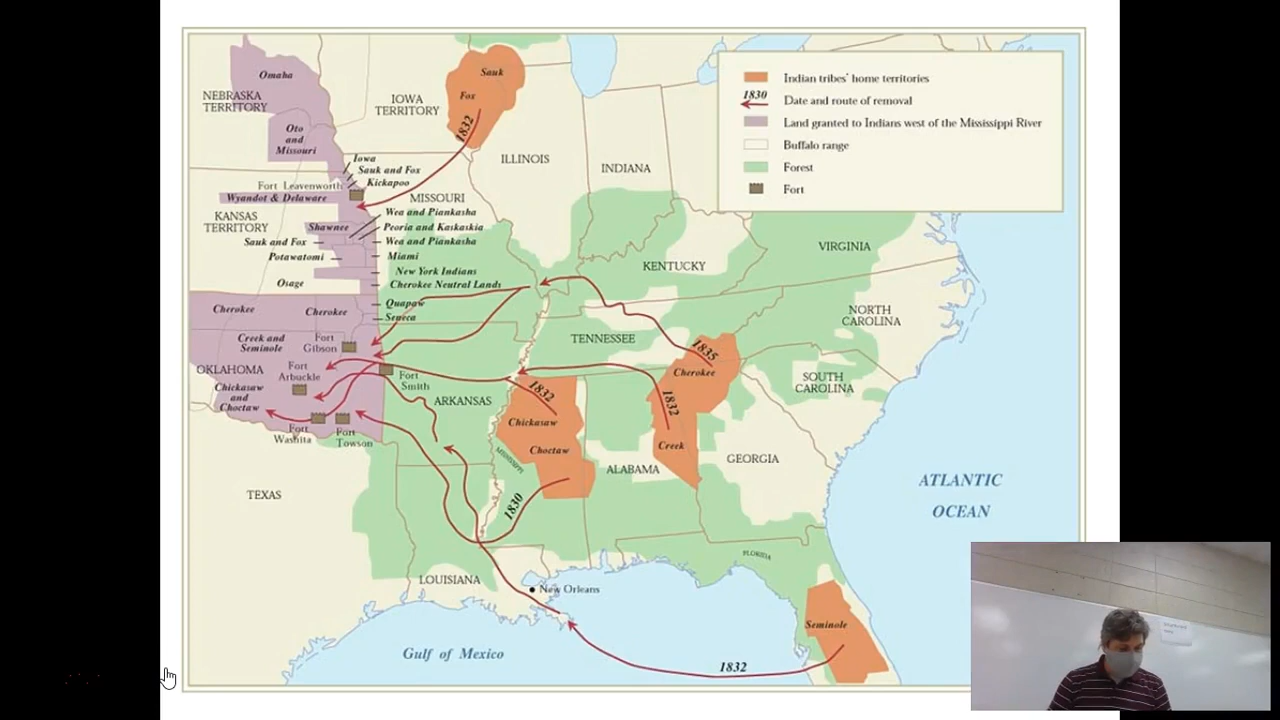 Indian tribes' home territories
1830
Date and route of removal
Land granted to Indians west of the Mississippi River
Buffalo range
Forest
Fort
Omaha
NEBRASKA
TERRITORY
Oto
and
Missouri
IOWA
TERRITORY
Sauk
Fox
1832
ILLINOIS
INDIANA
Iowa
Sauk and Fox
Kickapoo
Fort Leavenworth
Wyandot & Delaware
MISSOURI
KANSAS
TERRITORY
Shawnee
Wea and Piankasha
Peoria and Kaskaskia
Sauk and Fox
Wea and Piankasha
Potawatomi
Miami
New York Indians
Osage
Cherokee Neutral Lands
Quapaw
Seneca
Cherokee
Cherokee
Creek and
Seminole
Fort
Gibson
OKLAHOMA
Fort
Arbuckle
Chickasaw
and
Choctaw
Fort
Smith
Fort
Washita
Fort
Towson
ARKANSAS
KENTUCKY
VIRGINIA
TENNESSEE
NORTH
CAROLINA
SOUTH
CAROLINA
1835
Cherokee
1832
Creek
1832
Chickasaw
Choctaw
MISSISSIPPI
ALABAMA
GEORGIA
1830
TEXAS
LOUISIANA
New Orleans
FLORIDA
Seminole
1832
Gulf of Mexico
ATLANTIC
OCEAN